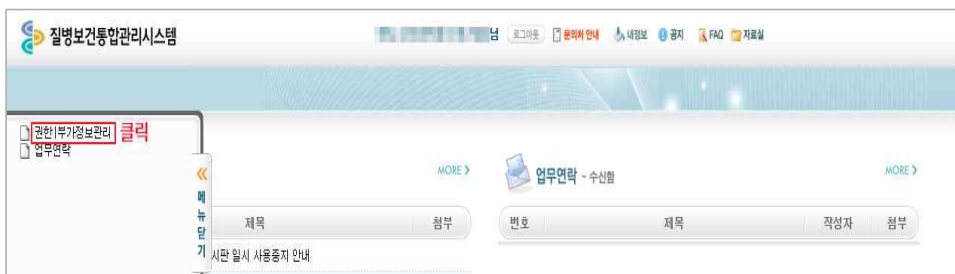 질병보건통합관리시스템
님 로그아웃 문의처 안내 내정보 공지 FAQ 자료실
권한|부가정보관리 클릭
업무연락
《 메뉴닫기
MORE 》
업무연락 - 수신함 MORE 》
제목 첨부
번호 제목 작성자 첨부
시판 일시 사용중지 안내